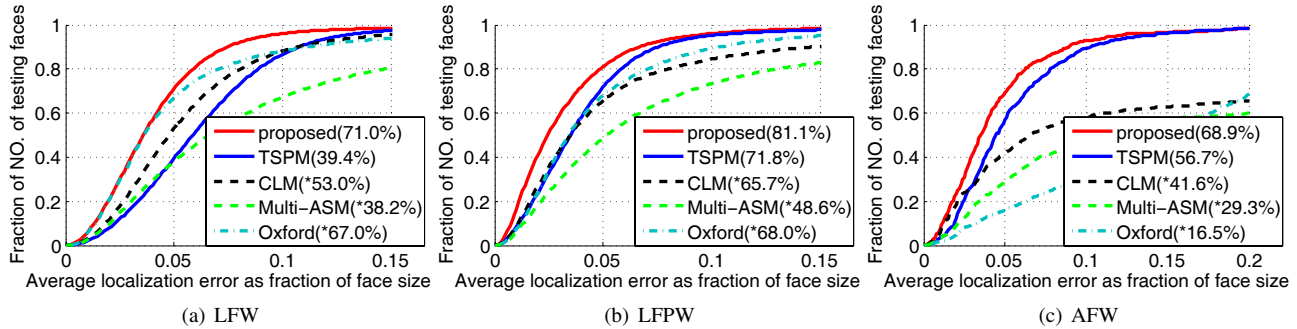 Fraction of NO. of testing faces
1
0.8
0.6
0.4
0.2
0
0
0.05
0.1
0.15
proposed(71.0%)
TSPM(39.4%)
CLM(*53.0%)
Multi−ASM(*38.2%)
Oxford(*67.0%)
Average localization error as fraction of face size
(a) LFW
Fraction of NO. of testing faces
1
0.8
0.6
0.4
0.2
0
0
0.05
0.1
0.15
proposed(81.1%)
TSPM(71.8%)
CLM(*65.7%)
Multi−ASM(*48.6%)
Oxford(*68.0%)
Average localization error as fraction of face size
(b) LFPW
Fraction of NO. of testing faces
1
0.8
0.6
0.4
0.2
0
0
0.05
0.1
0.15
0.2
proposed(68.9%)
TSPM(56.7%)
CLM(*41.6%)
Multi−ASM(*29.3%)
Oxford(*16.5%)
Average localization error as fraction of face size
(c) AFW